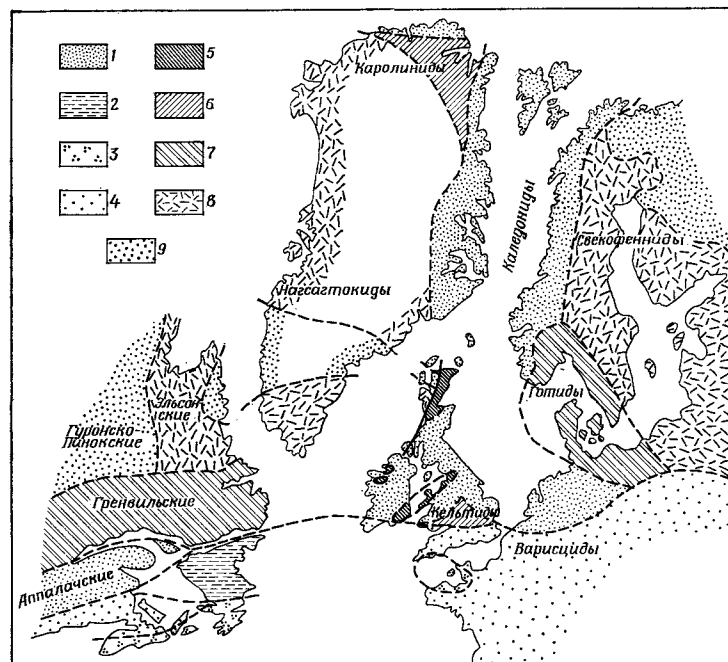 1
2
3
4
5
6
7
8
9
Каролиниды
Каледониды
Свекофенниды
Нагсагтокиды
Эльсон-
ские
Гуронско-
Пинокские
Готиды
Гренвильские
Кельтиды
Варисциды
Аппалачские